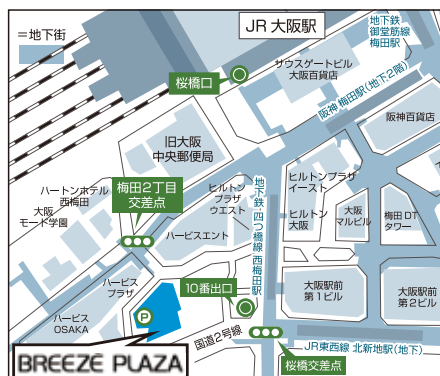 JR 大阪駅
＝地下街
地下鉄
御堂筋線
梅田駅
桜橋口
サウスゲートビル
大阪百貨店
阪神 梅田駅(地下2階)
阪神百貨店
旧大阪
中央郵便局
ハートンホテル
西梅田
梅田2丁目
交差点
大阪
モード学園
ヒルトン
プラザ
ウエスト
地下鉄 四つ橋線 西梅田駅
ヒルトンプラザ
イースト
ヒルトン
大阪
大阪
マルビル
梅田 DT
タワー
ハービスエント
ハービス
プラザ
10番出口
大阪駅前
第1ビル
大阪駅前
第2ビル
ハービス
OSAKA
P
国道2号線
JR東西線 北新地駅(地下)
BREEZE PLAZA
桜橋交差点